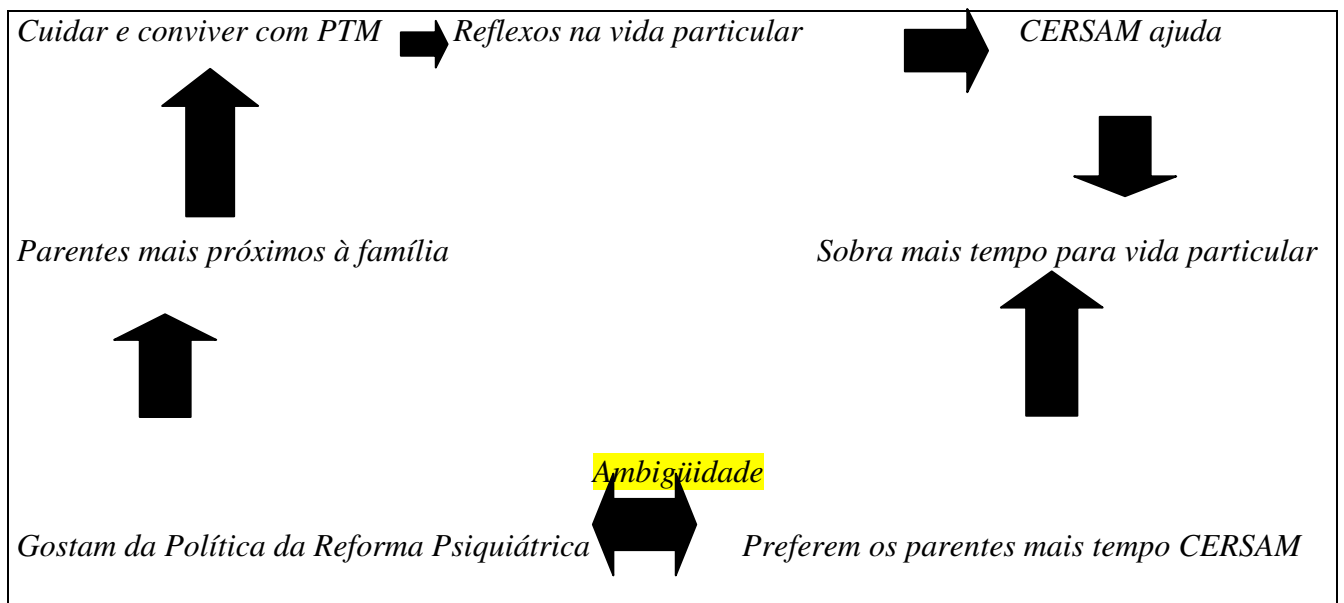 Cuidar e conviver com PTM Reflexos na vida particular CERSAM ajuda
Parentes mais próximos à família Sobra mais tempo para vida particular
Ambigüidade
Gostam da Política da Reforma Psiquiátrica Preferem os parentes mais tempo CERSAM